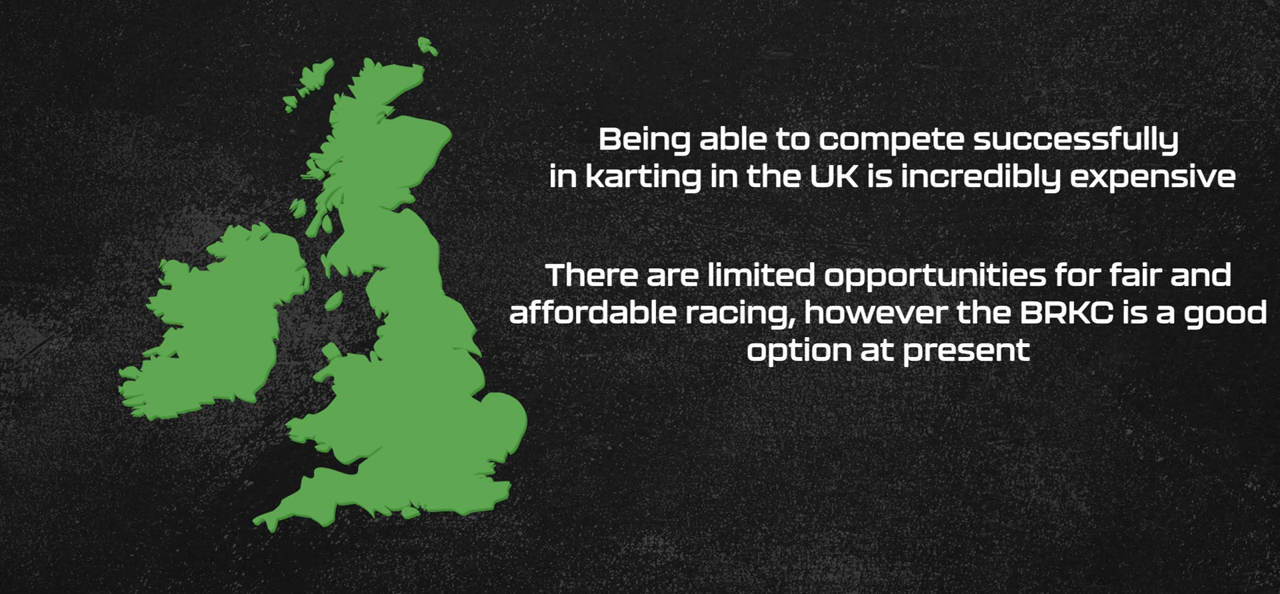 Being able to compete successfully
in karting in the UK is incredibly expensive
There are limited opportunities for fair and
affordable racing, however the BRKC is a good
option at present